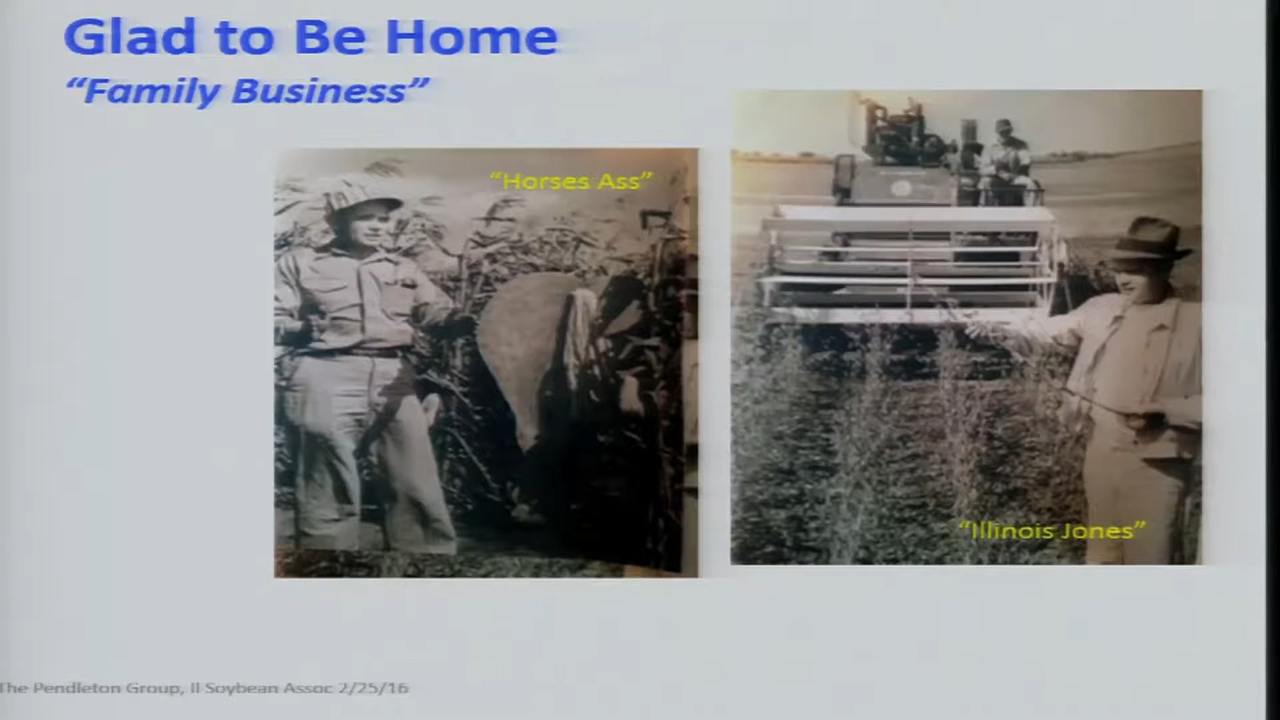 Glad to Be Home
“Family Business”
“Horses Ass”
“Illinois Jones”
The Pendleton Group, Il Soybean Assoc 2/25/16